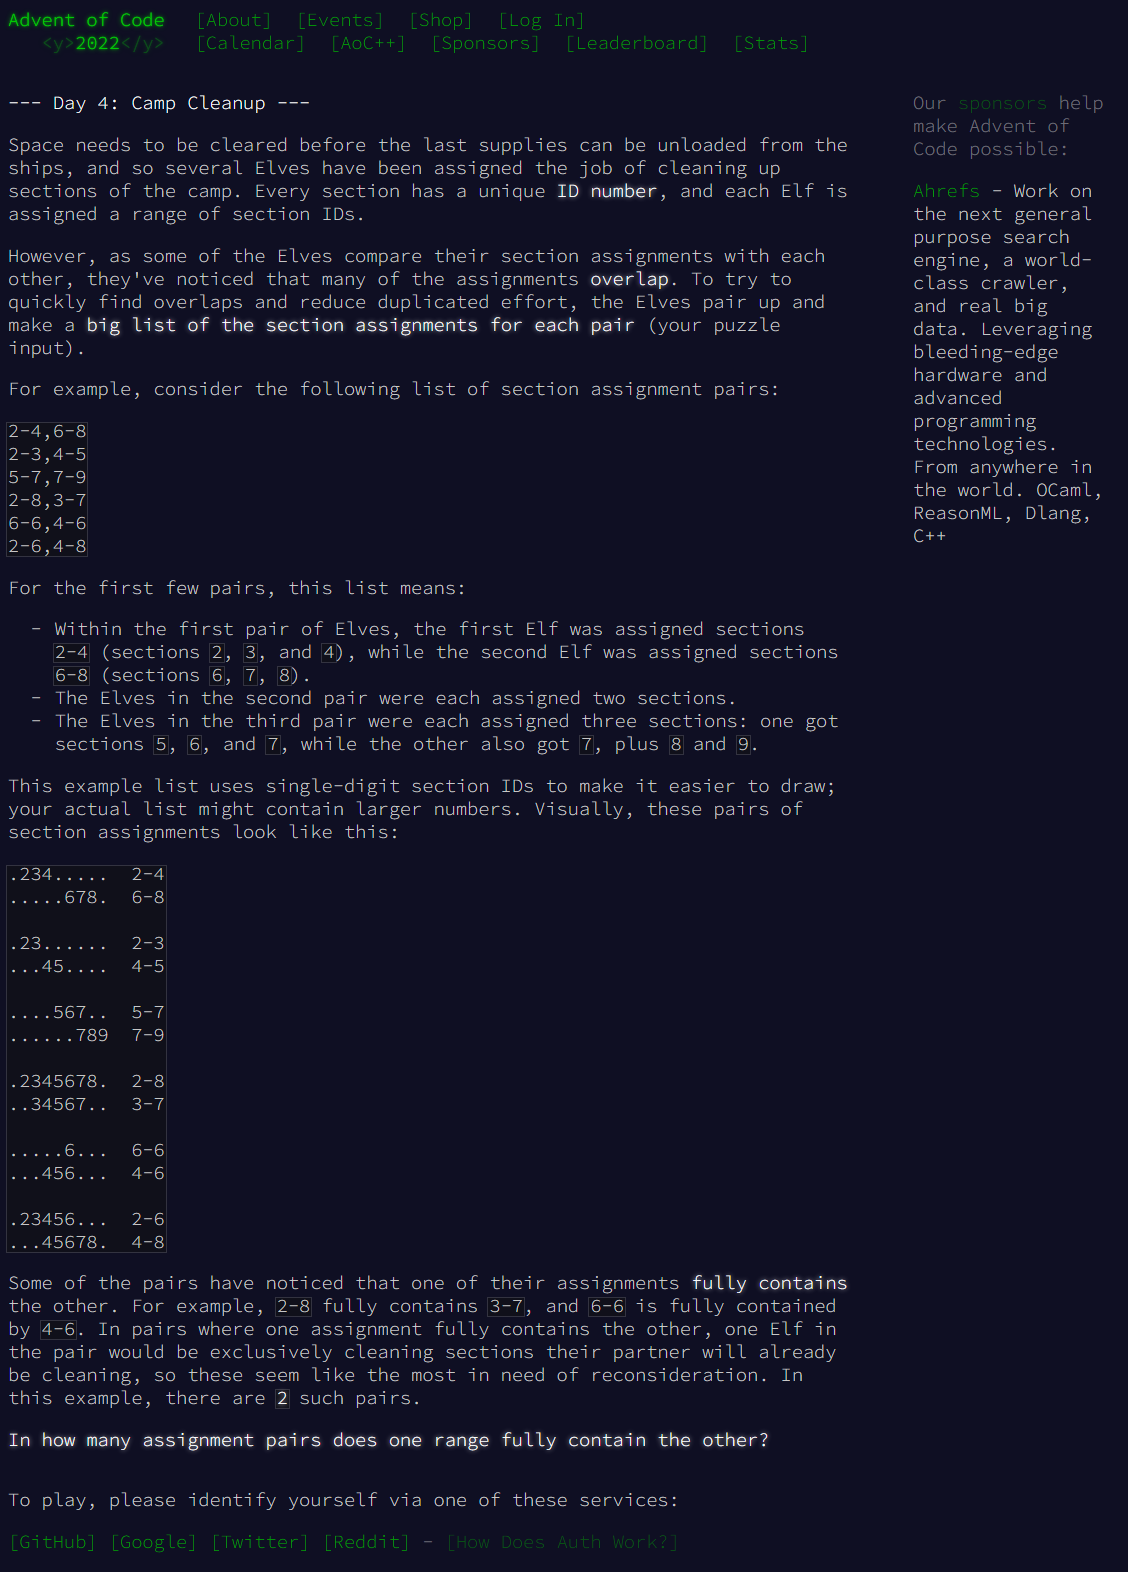 Advent of Code [About] [Events] [Shop] [Log In]
<y>2022</y> [Calendar] [AoC++] [Sponsors] [Leaderboard] [Stats]
--- Day 4: Camp Cleanup ---
Space needs to be cleared before the last supplies can be unloaded from the
ships, and so several Elves have been assigned the job of cleaning up
sections of the camp. Every section has a unique ID number, and each Elf is
assigned a range of section IDs.
However, as some of the Elves compare their section assignments with each
other, they've noticed that many of the assignments overlap. To try to
quickly find overlaps and reduce duplicated effort, the Elves pair up and
make a big list of the section assignments for each pair (your puzzle
input).
For example, consider the following list of section assignment pairs:
2-4,6-8
2-3,4-5
5-7,7-9
2-8,3-7
6-6,4-6
2-6,4-8
For the first few pairs, this list means:
- Within the first pair of Elves, the first Elf was assigned sections
2-4 (sections 2, 3, and 4), while the second Elf was assigned sections
6-8 (sections 6, 7, 8).
- The Elves in the second pair were each assigned two sections.
- The Elves in the third pair were each assigned three sections: one got
sections 5, 6, and 7, while the other also got 7, plus 8 and 9.
This example list uses single-digit section IDs to make it easier to draw;
your actual list might contain larger numbers. Visually, these pairs of
section assignments look like this:
.234.....  2-4
.....678.  6-8
.23......  2-3
...45....  4-5
....567..  5-7
......789  7-9
.2345678.  2-8
..34567..  3-7
.....6...  6-6
...456...  4-6
.23456...  2-6
...45678.  4-8
Some of the pairs have noticed that one of their assignments fully contains
the other. For example, 2-8 fully contains 3-7, and 6-6 is fully contained
by 4-6. In pairs where one assignment fully contains the other, one Elf in
the pair would be exclusively cleaning sections their partner will already
be cleaning, so these seem like the most in need of reconsideration. In
this example, there are 2 such pairs.
In how many assignment pairs does one range fully contain the other?
To play, please identify yourself via one of these services:
[GitHub] [Google] [Twitter] [Reddit] - [How Does Auth Work?]
Our sponsors help
make Advent of
Code possible:
Ahrefs - Work on
the next general
purpose search
engine, a world-
class crawler,
and real big
data. Leveraging
bleeding-edge
hardware and
advanced
programming
technologies.
From anywhere in
the world. OCaml,
ReasonML, Dlang,
C++